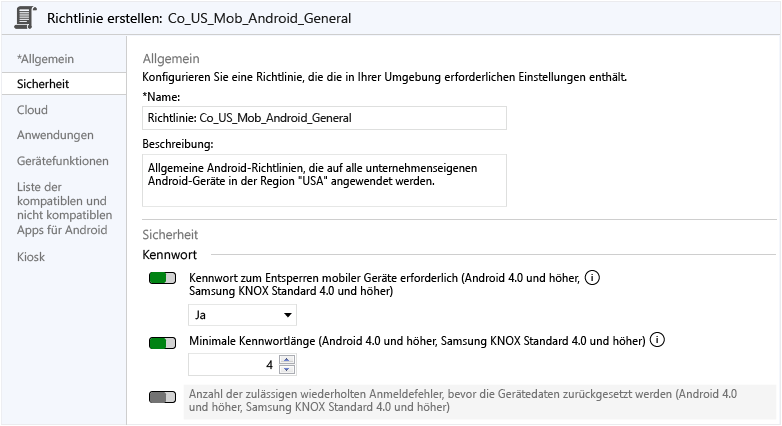 Richtlinie erstellen: Co_US_Mob_Android_General
*Allgemein
Sicherheit
Cloud
Anwendungen
Gerätefunktionen
Liste der
kompatiblen und
nicht kompatiblen
Apps für Android
Kiosk
Allgemein
Konfigurieren Sie eine Richtlinie, die die in Ihrer Umgebung erforderlichen Einstellungen enthält.
*Name:
Richtlinie: Co_US_Mob_Android_General
Beschreibung:
Allgemeine Android-Richtlinien, die auf alle unternehmenseigenen
Android-Geräte in der Region "USA" angewendet werden.
Sicherheit
Kennwort
Kennwort zum Entsperren mobiler Geräte erforderlich (Android 4.0 und höher,
Samsung KNOX Standard 4.0 und höher)
Ja
Minimale Kennwortlänge (Android 4.0 und höher, Samsung KNOX Standard 4.0 und höher)
4
Anzahl der zulässigen wiederholten Anmeldefehler, bevor die Gerätedaten zurückgesetzt werden (Android 4.0
und höher, Samsung KNOX Standard 4.0 und höher)